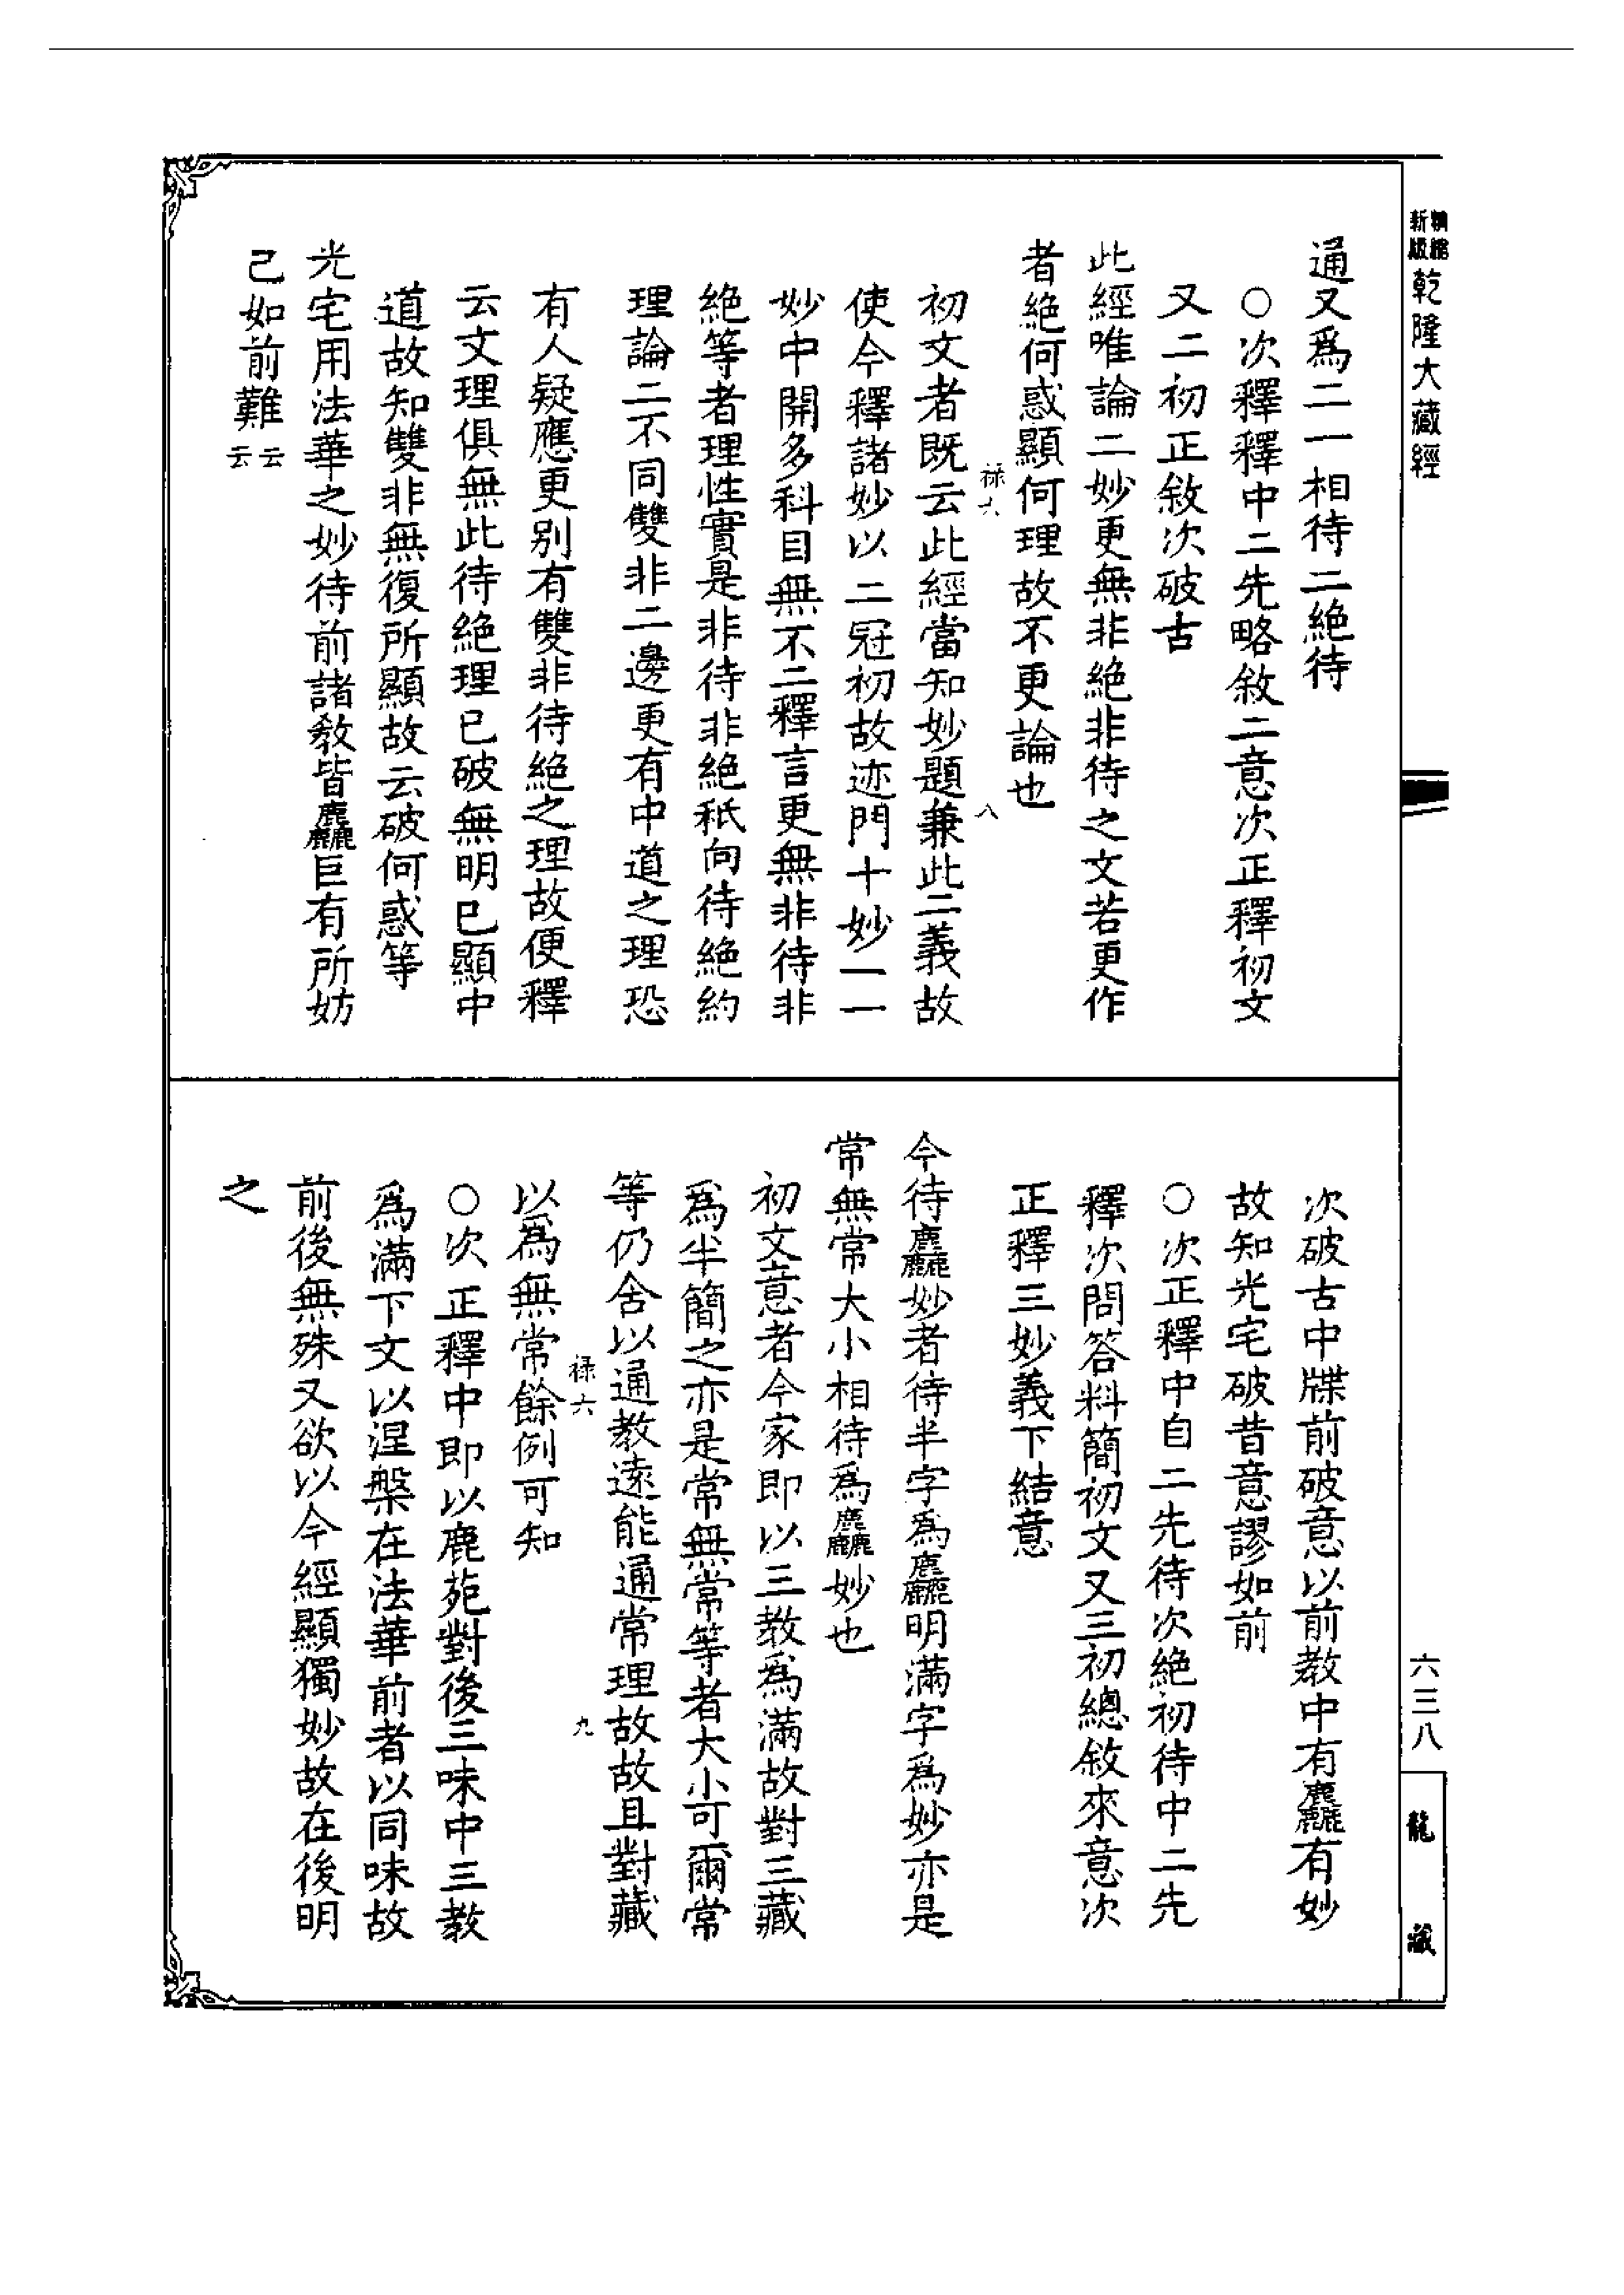 新編
縮版
乾隆大藏經
通又爲二一相待二絕待
○次釋釋中二先略敘二意次正釋初文
又二初正敘次破古
此經唯論二妙更無非絕非待之文若更作
者絕何惑顯何理故不更論也
祿六
八
初文者既云此經當知妙題兼此二義故
使今釋諸妙以二冠初故迹門十妙一一
妙中開多科目無不二釋言更無非待非
絕等者理性實是非待非絕秖向待絕約
理論二不同雙非二邊更有中道之理恐
有人疑應更別有雙非待絕之理故便釋
云文理俱無此待絕理已破無明已顯中
道故知雙非無復所顯故云破何惑等
光宅用法華之妙待前諸教皆麤巨有所妨
己如前難云云
次破古中牒前破意以前教中有麤有妙
故知光宅破昔意謬如前
○次正釋中自二先待次絕初待中二先
釋次問答料簡初文又三初總敘來意次
正釋三妙義下結意
今待麤妙者待半字爲麤明滿字爲妙亦是
常無常大小相待爲麤妙也
初文意者今家即以三教爲滿故對三藏
爲半簡之亦是常無常等者大小可爾常
等仍含以通教遠能通常理故故且對藏
祿六
九
以爲無常餘例可知
○次正釋中即以鹿苑對後三味中三教
爲滿下文以涅槃在法華前者以同味故
前後無殊又欲以今經顯獨妙故在後明
之
六三八
龍藏